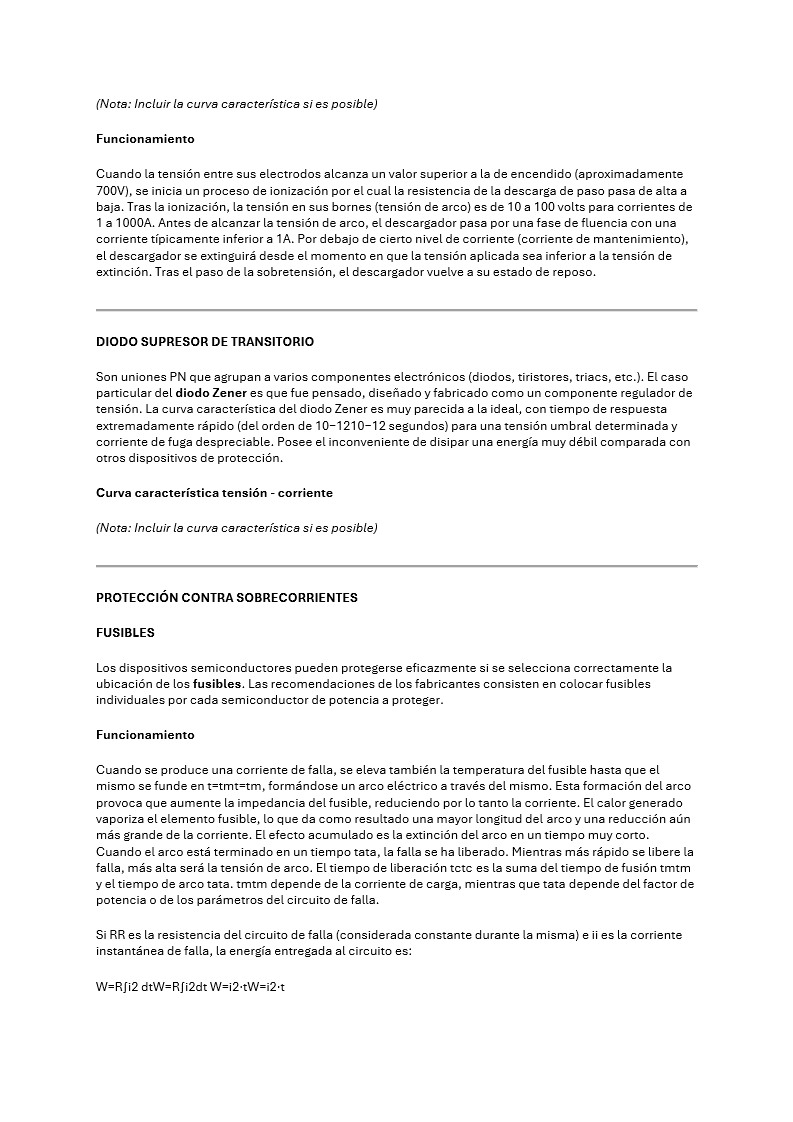 (Nota: Incluir la curva característica si es posible)
Funcionamiento
Cuando la tensión entre sus electrodos alcanza un valor superior a la de encendido (aproximadamente
700V), se inicia un proceso de ionización por el cual la resistencia de la descarga de paso pasa de alta a
baja. Tras la ionización, la tensión en sus bornes (tensión de arco) es de 10 a 100 volts para corrientes de
1 a 1000A. Antes de alcanzar la tensión de arco, el descargador pasa por una fase de fluencia con una
corriente típicamente inferior a 1A. Por debajo de cierto nivel de corriente (corriente de mantenimiento),
el descargador se extinguirá desde el momento en que la tensión aplicada sea inferior a la tensión de
extinción. Tras el paso de la sobretensión, el descargador vuelve a su estado de reposo.
DIODO SUPRESOR DE TRANSITORIO
Son uniones PN que agrupan a varios componentes electrónicos (diodos, tiristores, triacs, etc.). El caso
particular del diodo Zener es que fue pensado, diseñado y fabricado como un componente regulador de
tensión. La curva característica del diodo Zener es muy parecida a la ideal, con tiempo de respuesta
extremadamente rápido (del orden de 10−1210−12 segundos) para una tensión umbral determinada y
corriente de fuga despreciable. Posee el inconveniente de disipar una energía muy débil comparada con
otros dispositivos de protección.
Curva característica tensión - corriente
(Nota: Incluir la curva característica si es posible)
PROTECCIÓN CONTRA SOBRECORRIENTES
FUSIBLES
Los dispositivos semiconductores pueden protegerse eficazmente si se selecciona correctamente la
ubicación de los fusibles. Las recomendaciones de los fabricantes consisten en colocar fusibles
individuales por cada semiconductor de potencia a proteger.
Funcionamiento
Cuando se produce una corriente de falla, se eleva también la temperatura del fusible hasta que el
mismo se funde en t=tmt=tm, formándose un arco eléctrico a través del mismo. Esta formación del arco
provoca que aumente la impedancia del fusible, reduciendo por lo tanto la corriente. El calor generado
vaporiza el elemento fusible, lo que da como resultado una mayor longitud del arco y una reducción aún
más grande de la corriente. El efecto acumulado es la extinción del arco en un tiempo muy corto.
Cuando el arco está terminado en un tiempo tata, la falla se ha liberado. Mientras más rápido se libere la
falla, más alta será la tensión de arco. El tiempo de liberación tctc es la suma del tiempo de fusión tmtm
y el tiempo de arco tata. tmtm depende de la corriente de carga, mientras que tata depende del factor de
potencia o de los parámetros del circuito de falla.
Si RR es la resistencia del circuito de falla (considerada constante durante la misma) e ii es la corriente
instantánea de falla, la energía entregada al circuito es:
W=R∫i2 dtW=R∫i2dt W=i2⋅tW=i2⋅t